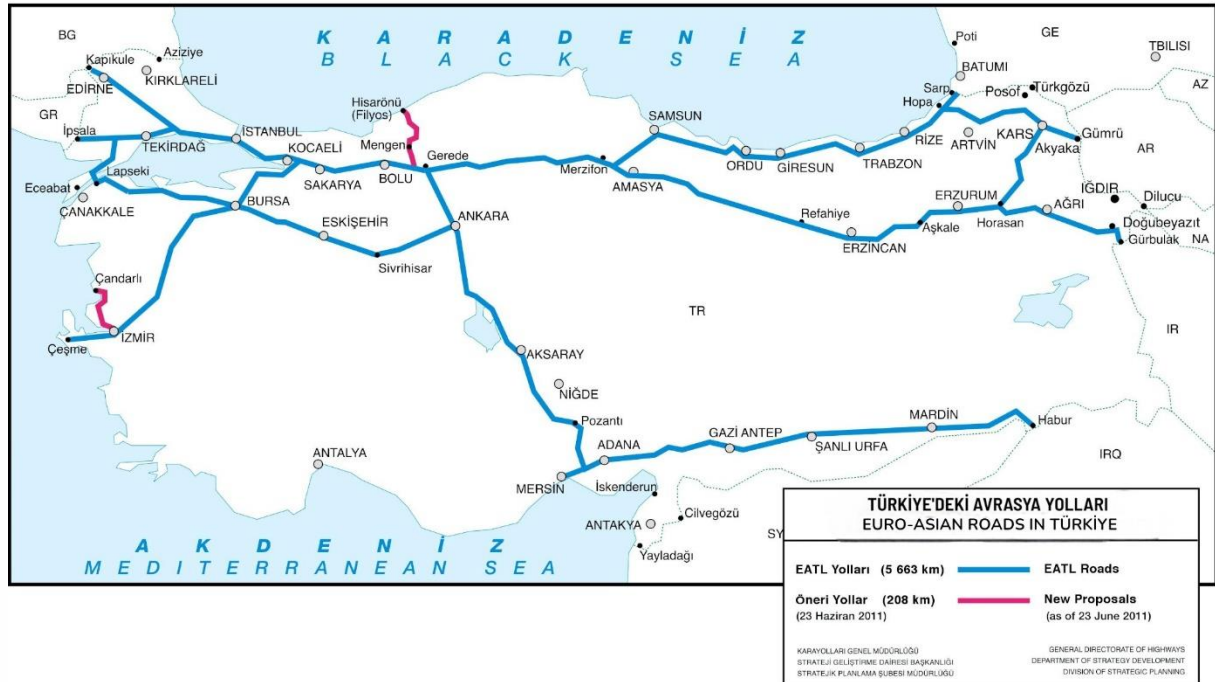 KARADENİZ
BLACK SEA
BG
Kapıkule
Aziziye
EDİRNE
KIRKLARELİ
GR
İpsala
TEKİRDAĞ
İSTANBUL
KOCAELİ
SAKARYA
Hisarönü
(Filyos)
Mengen
BOLU
Gerede
Eceabat
Lapseki
ÇANAKKALE
BURSA
ESKİŞEHİR
Sivrihisar
ANKARA
Merzifon
AMASYA
SAMSUN
ORDU
GİRESUN
TRABZON
RİZE
Hopa
Sarp
BATUMI
Poti
GE
TBILISI
AZ
Posof
Türkgözü
ARTVİN
KARS
Akyaka
Gümrü
AR
IĞDIR
Dilucu
Refahiye
ERZİNCAN
Aşkale
ERZURUM
Horasan
AĞRI
Doğubeyazıt
NA
Gürbulak
Çandarlı
İZMİR
Çeşme
TR
IR
AKSARAY
NİĞDE
Pozantı
ADANA
MERSİN
ANTALYA
GAZİ ANTEP
ŞANLI URFA
MARDİN
Habur
IRQ
İskenderun
ANTAKYA
Cilvegözü
Yayladağı
SY
AKDENİZ
MEDITERRANEAN SEA
TÜRKİYE'DEKİ AVRASYA YOLLARI
EURO-ASIAN ROADS IN TÜRKİYE
EATL Yolları (5 663 km) EATL Roads
Öneri Yollar (208 km) New Proposals
(23 Haziran 2011) (as of 23 June 2011)
KARAYOLLARI GENEL MÜDÜRLÜĞÜ GENERAL DIRECTORATE OF HIGHWAYS
STRATEJİ GELİŞTİRME DAİRESİ BAŞKANLIĞI DEPARTMENT OF STRATEGY DEVELOPMENT
STRATEJİK PLANLAMA ŞUBESİ MÜDÜRLÜĞÜ DIVISION OF STRATEGIC PLANNING